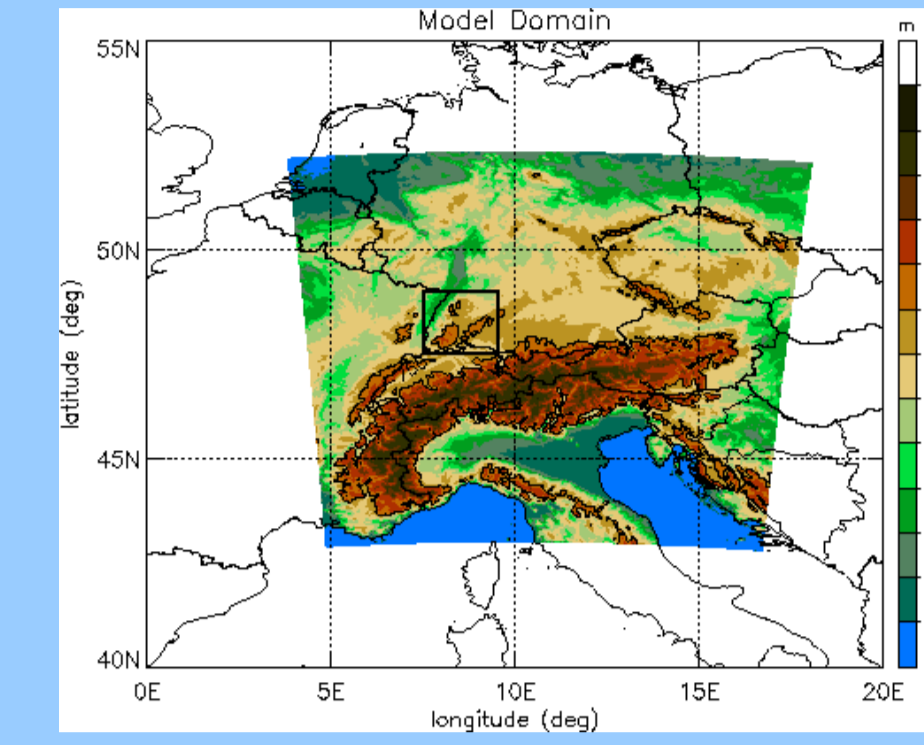 Model Domain
m
55N
50N
45N
40N
latitude (deg)
0E 5E 10E 15E 20E
longitude (deg)